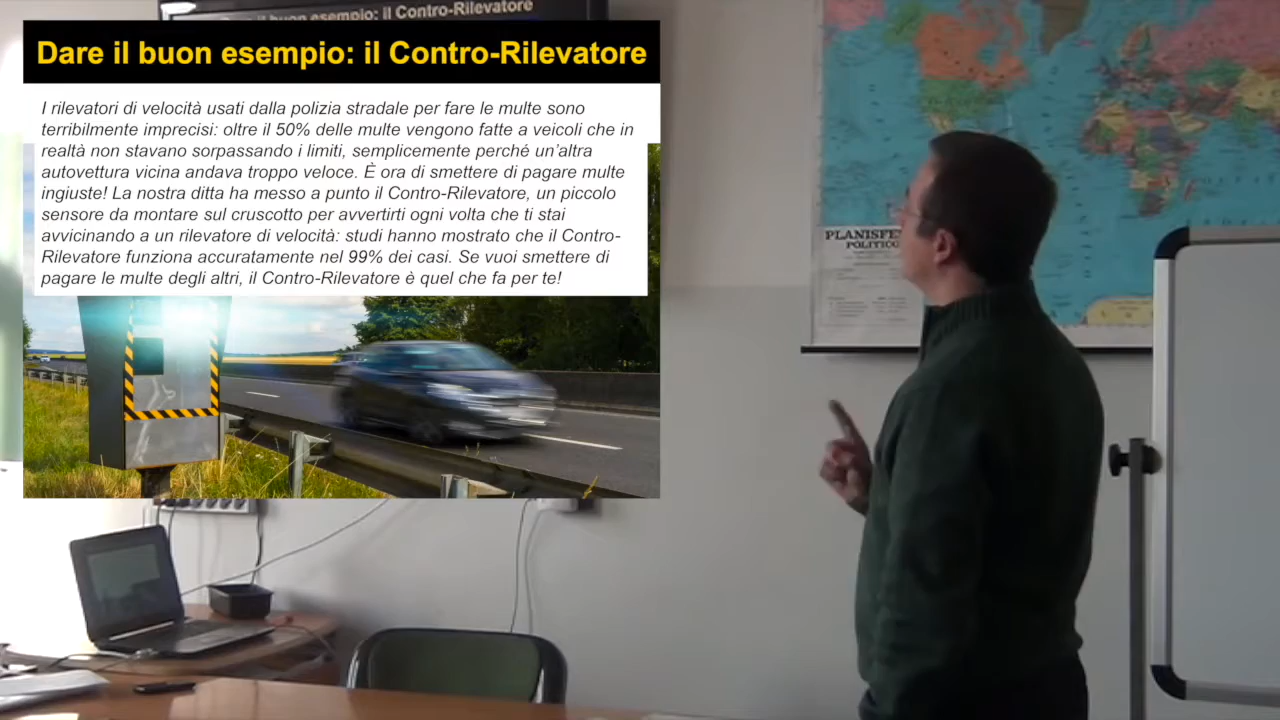 buon esempio: il Contro-Rilevatore
Dare il buon esempio: il Contro-Rilevatore
I rilevatori di velocità usati dalla polizia stradale per fare le multe sono
terribilmente imprecisi: oltre il 50% delle multe vengono fatte a veicoli che in
realtà non stavano sorpassando i limiti, semplicemente perché un'altra
autovettura vicina andava troppo veloce. È ora di smettere di pagare multe
ingiuste! La nostra ditta ha messo a punto il Contro-Rilevatore, un piccolo
sensore da montare sul cruscotto per avvertirti ogni volta che ti stai
avvicinando a un rilevatore di velocità: studi hanno mostrato che il Contro-
Rilevatore funziona accuratamente nel 99% dei casi. Se vuoi smettere di
pagare le multe degli altri, il Contro-Rilevatore è quel che fa per te!
PLANISFE
POLITICO